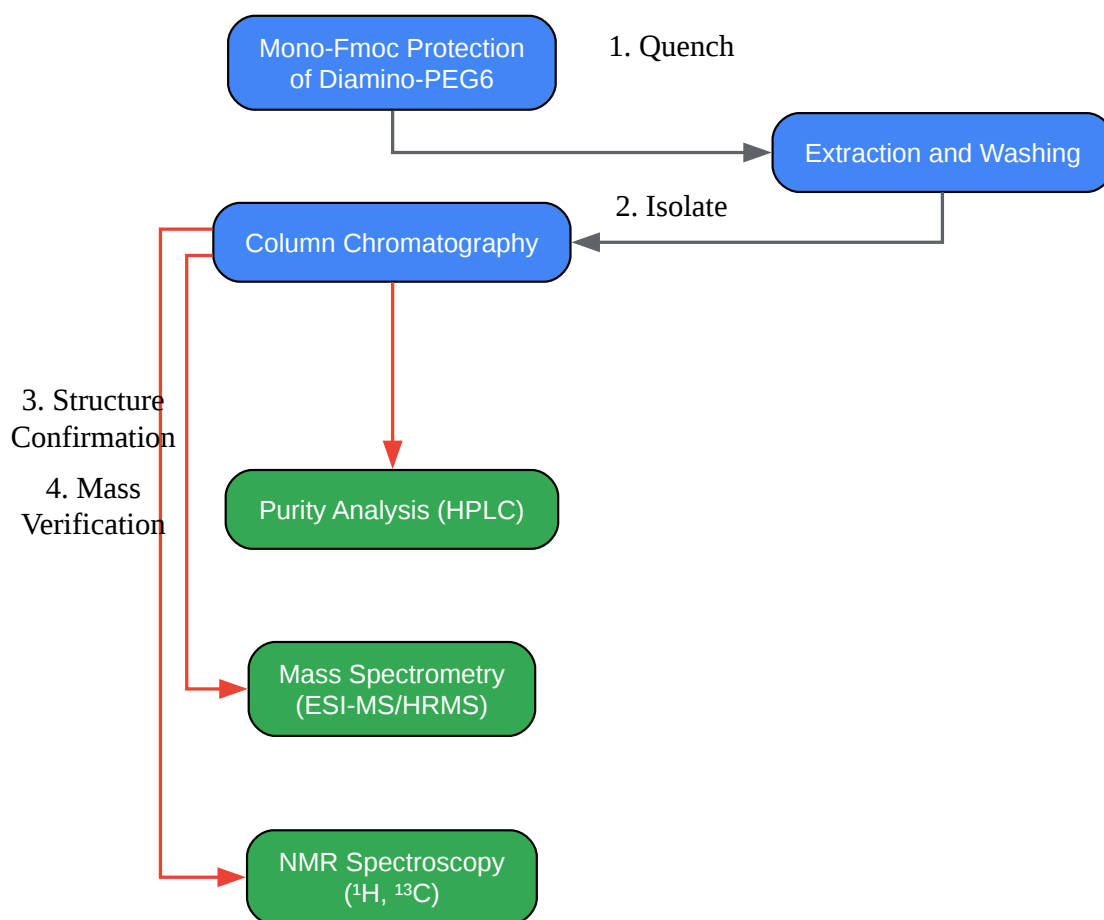 Mono-Fmoc Protection
of Diamino-PEG6
1. Quench
Extraction and Washing
2. Isolate
Column Chromatography
3. Structure
Confirmation
4. Mass
Verification
Purity Analysis (HPLC)
Mass Spectrometry
(ESI-MS/HRMS)
NMR Spectroscopy
(¹H, ¹³C)